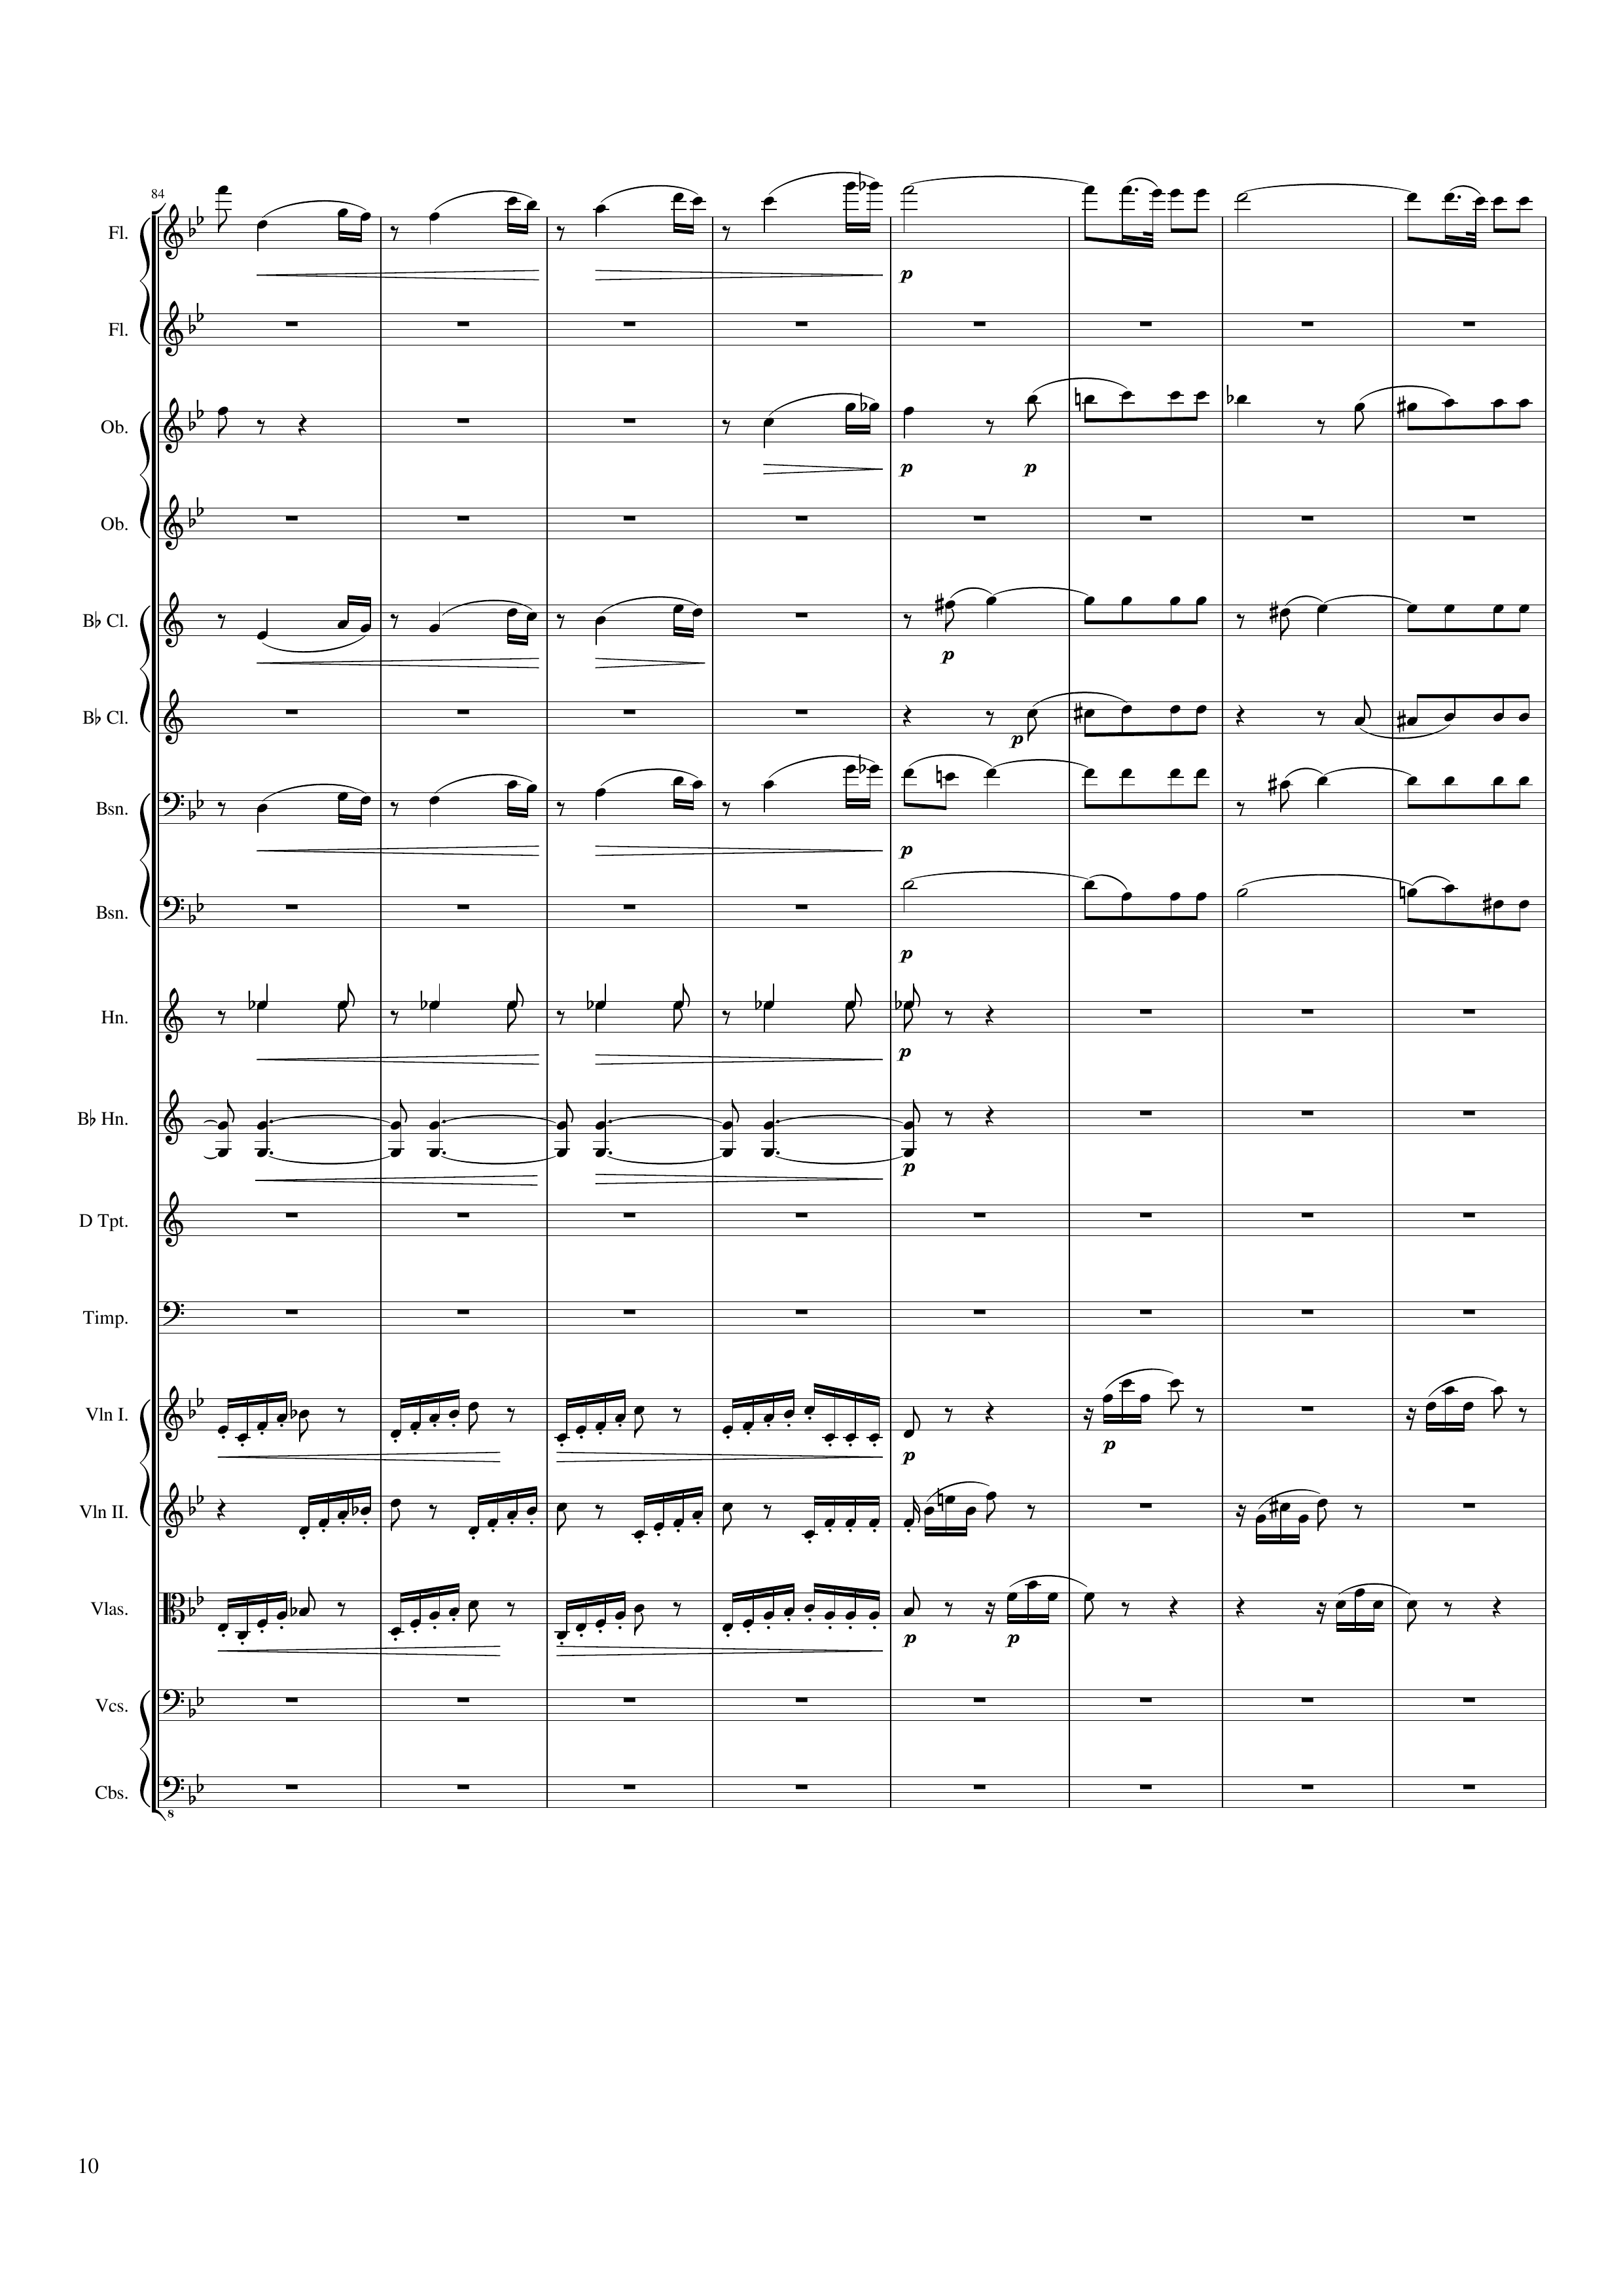 84
Fl.
Fl.
Ob.
p p
Ob.
B♭ Cl.
p
B♭ Cl.
p
Bsn.
p
Bsn.
p
Hn.
p
B♭ Hn.
p
D Tpt.
Timp.
Vln I.
p p
Vln II.
Vlas.
p p
Vcs.
Cbs.
8
10